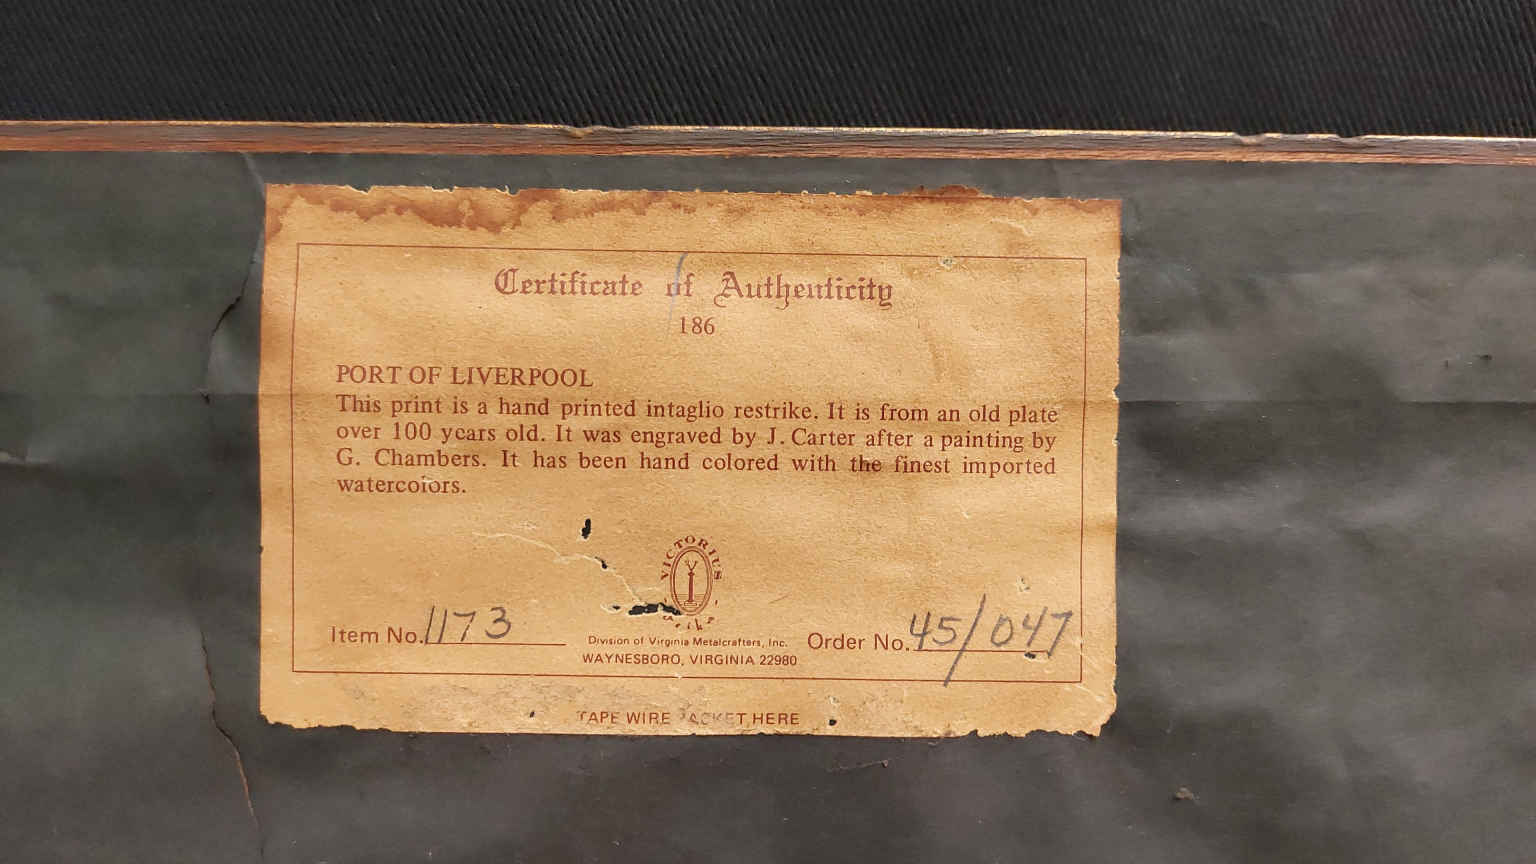 Certificate of Authenticity
186
PORT OF LIVERPOOL
This print is a hand printed intaglio restrike. It is from an old plate
over 100 years old. It was engraved by J. Carter after a painting by
G. Chambers. It has been hand colored with the finest imported
watercolors.
VICTORIUS
Item No. 1173
Division of Virginia Metalcrafters, Inc.
WAYNESBORO, VIRGINIA 22980
Order No. 45/047
TAPE WIRE PACKET HERE